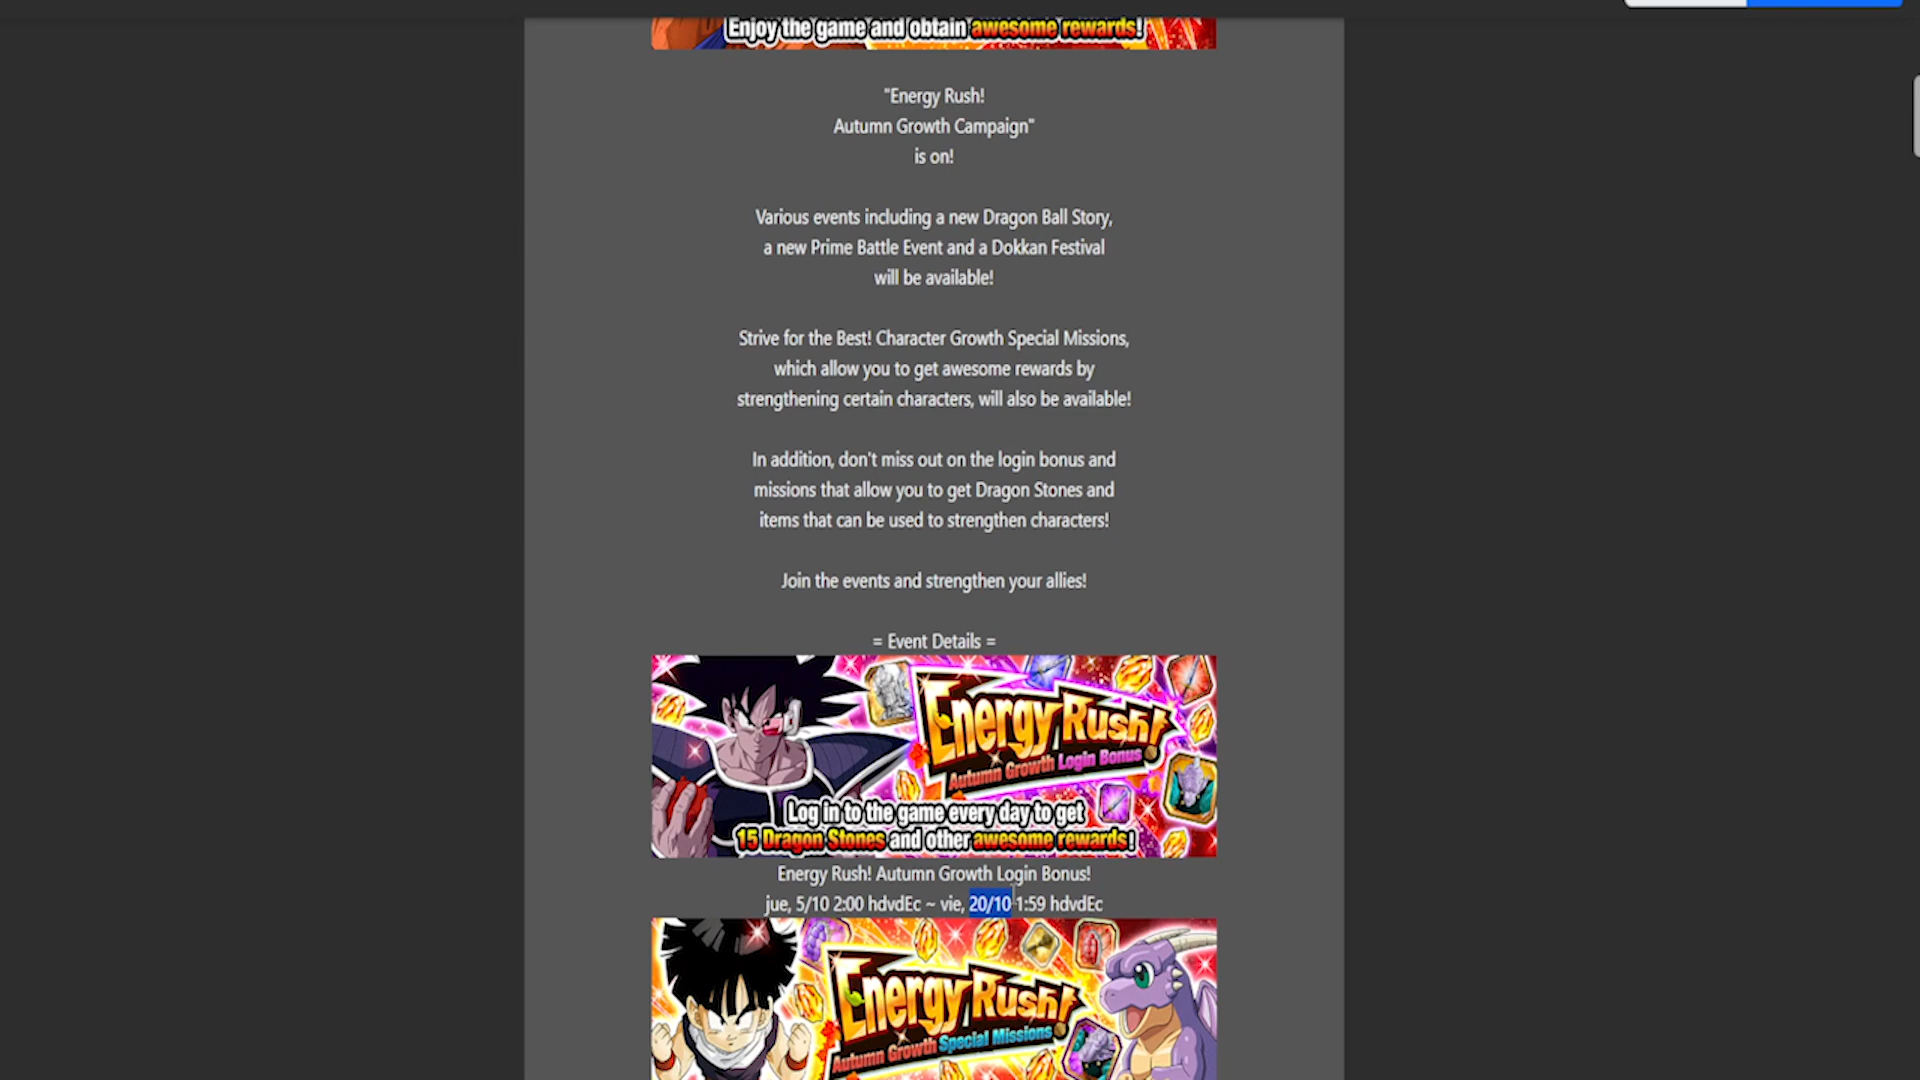 Enjoy the game and obtain awesome rewards!
"Energy Rush!
Autumn Growth Campaign"
is on!
Various events including a new Dragon Ball Story,
a new Prime Battle Event and a Dokkan Festival
will be available!
Strive for the Best! Character Growth Special Missions,
which allow you to get awesome rewards by
strengthening certain characters, will also be available!
In addition, don't miss out on the login bonus and
missions that allow you to get Dragon Stones and
items that can be used to strengthen characters!
Join the events and strengthen your allies!
= Event Details =
Energy Rush!
Autumn Growth Login Bonus
Log in to the game every day to get
15 Dragon Stones and other awesome rewards!
Energy Rush! Autumn Growth Login Bonus!
jue, 5/10 2:00 hdvdEc ~ vie, 20/10 1:59 hdvdEc
Energy Rush!
Autumn Growth Special Missions